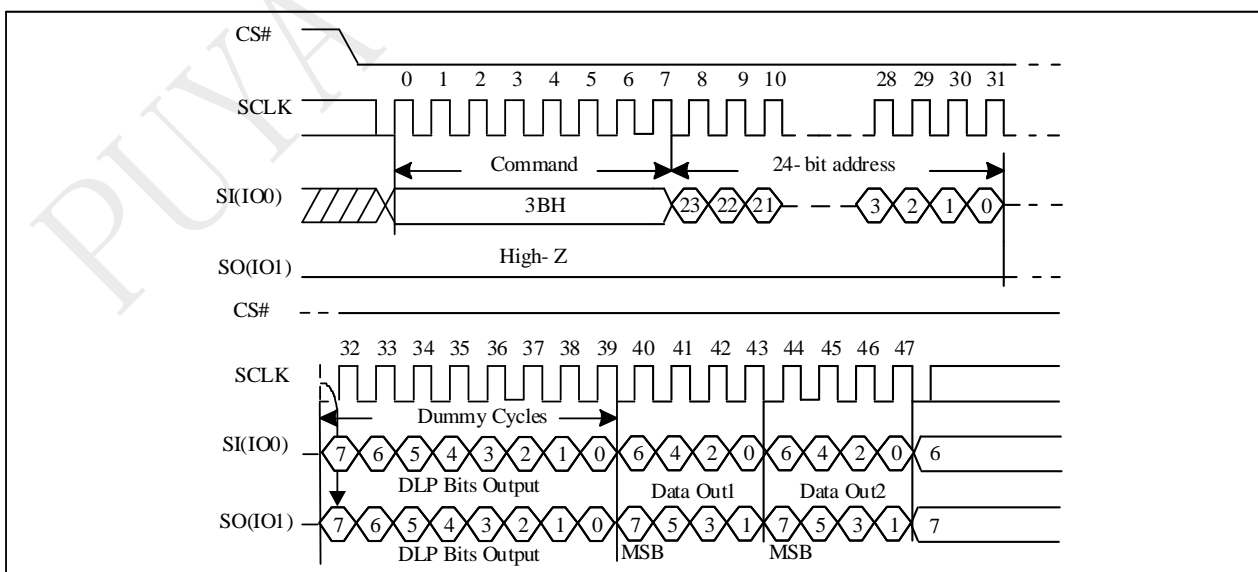 PUYA
CS#
0 1 2 3 4 5 6 7 8 9 10 28 29 30 31
SCLK
Command 24- bit address
SI(IO0) 3BH 23 22 21 3 2 1 0
High- Z
SO(IO1)
CS#
32 33 34 35 36 37 38 39 40 41 42 43 44 45 46 47
SCLK
Dummy Cycles
SI(IO0) 7 6 5 4 3 2 1 0 6 4 2 0 6 4 2 0 6
DLP Bits Output Data Out1 Data Out2
SO(IO1) 7 6 5 4 3 2 1 0 7 5 3 1 7 5 3 1 7
DLP Bits Output MSB MSB